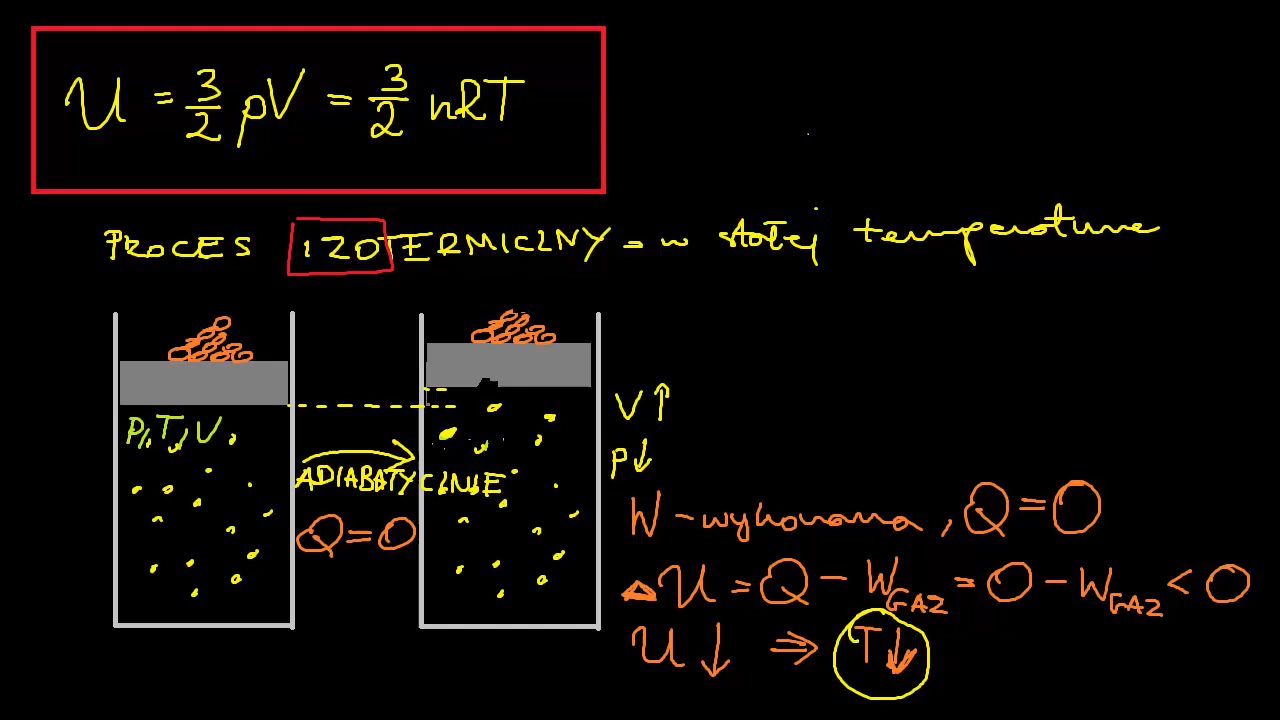 U = 3/2 pV = 3/2 nRT
PROCES IZOTERMICZNY = w stałej temperaturze
P, T, V
ADIABATYCZNIE
Q = 0
V↑
p↓
W - wykonana, Q = 0
ΔU = Q - W_GAZ = 0 - W_GAZ < 0
U↓ ⇒ T↓